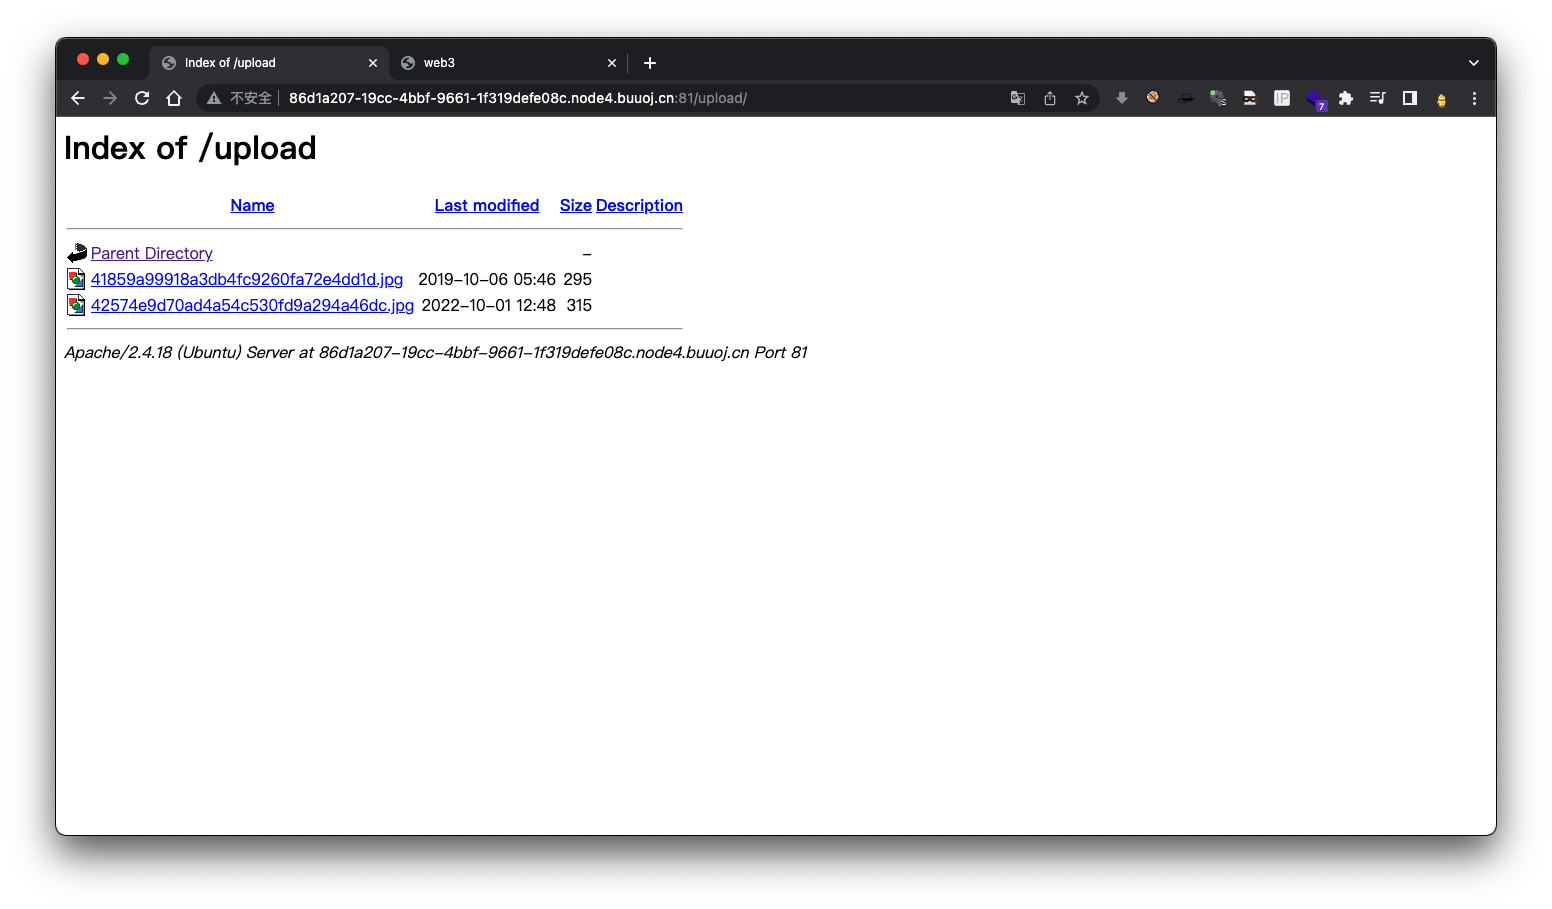 Index of /upload
web3
不安全
86d1a207-19cc-4bbf-9661-1f319defe08c.node4.buuoj.cn:81/upload/
IP
7
Index of /upload
Name Last modified Size Description
Parent Directory -
41859a99918a3db4fc9260fa72e4dd1d.jpg 2019-10-06 05:46 295
42574e9d70ad4a54c530fd9a294a46dc.jpg 2022-10-01 12:48 315
Apache/2.4.18 (Ubuntu) Server at 86d1a207-19cc-4bbf-9661-1f319defe08c.node4.buuoj.cn Port 81